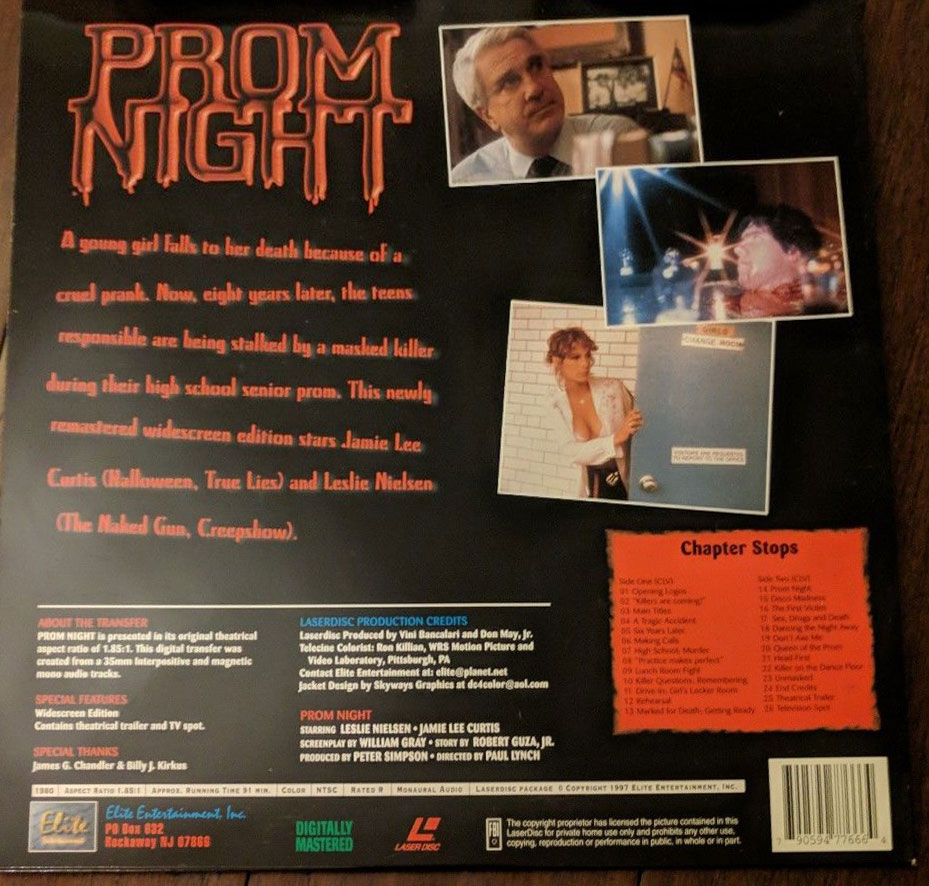 PROM
NIGHT
A young girl falls to her death because of a
cruel prank. Now, eight years later, the teens
responsible are being stalked by a masked killer
during their high school senior prom. This newly
remastered widescreen edition stars Jamie Lee
Curtis (Halloween, True Lies) and Leslie Nielsen
(The Naked Gun, Creepshow).
GIRLS
CHANGE ROOM
VISITORS ARE REQUESTED
TO REPORT TO THE OFFICE
Chapter Stops
Side One (CLV)
01 Opening Logos
02 "Killers are coming!"
03 Main Titles
04 A Tragic Accident
05 Six Years Later
06 Making Calls
07 High School; Murder
08 "Practice makes perfect"
09 Lunch Room Fight
10 Killer Questions; Remembering
11 Drive-In; Girl's Locker Room
12 Rehearsal
13 Marked for Death; Getting Ready
Side Two (CLV)
14 Prom Night
15 Disco Madness
16 The First Victim
17 Sex, Drugs and Death
18 Dancing the Night Away
19 Don't Axe Me
20 Queen of the Prom
21 Head First
22 Killer on the Dance Floor
23 Unmasked
24 End Credits
25 Theatrical Trailer
26 Television Spot
ABOUT THE TRANSFER
PROM NIGHT is presented in its original theatrical
aspect ratio of 1.85:1. This digital transfer was
created from a 35mm interpositive and magnetic
mono audio tracks.
SPECIAL FEATURES
Widescreen Edition
Contains theatrical trailer and TV spot.
SPECIAL THANKS
James G. Chandler & Billy J. Kirkus
LASERDISC PRODUCTION CREDITS
Laserdisc Produced by Vini Bancalari and Don May, Jr.
Telecine Colorist: Ron Killian, WRS Motion Picture and
Video Laboratory, Pittsburgh, PA
Contact Elite Entertainment at: elite@planet.net
Jacket Design by Skyways Graphics at dc4color@aol.com
PROM NIGHT
STARRING LESLIE NIELSEN • JAMIE LEE CURTIS
SCREENPLAY BY WILLIAM GRAY • STORY BY ROBERT GUZA, JR.
PRODUCED BY PETER SIMPSON • DIRECTED BY PAUL LYNCH
1980 | ASPECT RATIO 1.85:1 | APPROX. RUNNING TIME 91 MIN. | COLOR | NTSC | RATED R | MONAURAL AUDIO | LASERDISC PACKAGE © COPYRIGHT 1997 ELITE ENTERTAINMENT, INC.
Elite
Elite Entertainment, Inc.
PO Box 632
Rockaway NJ 07866
DIGITALLY
MASTERED
LASER DISC
FBI
The copyright proprietor has licensed the picture contained in this
LaserDisc for private home use only and prohibits any other use,
copying, reproduction or performance in public, in whole or in part.
7 90594 77666 4